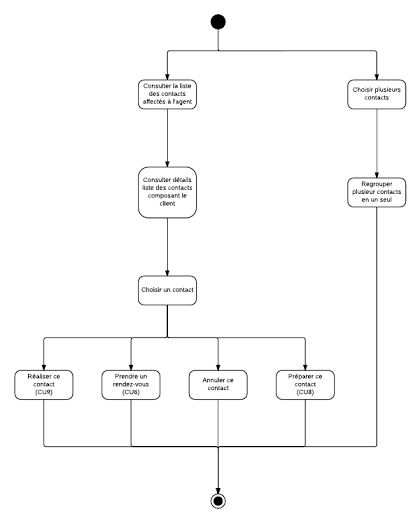 Consulter la liste
des contacts
affectés à l'agent
Choisir plusieurs
contacts
Consulter détails
liste des contacts
composant le
client
Regrouper
plusieur contacts
en un seul
Choisir un contact
Réaliser ce
contact
(CU9)
Prendre un
rendez-vous
(CU6)
Annuler ce
contact
Préparer ce
contact
(CU8)